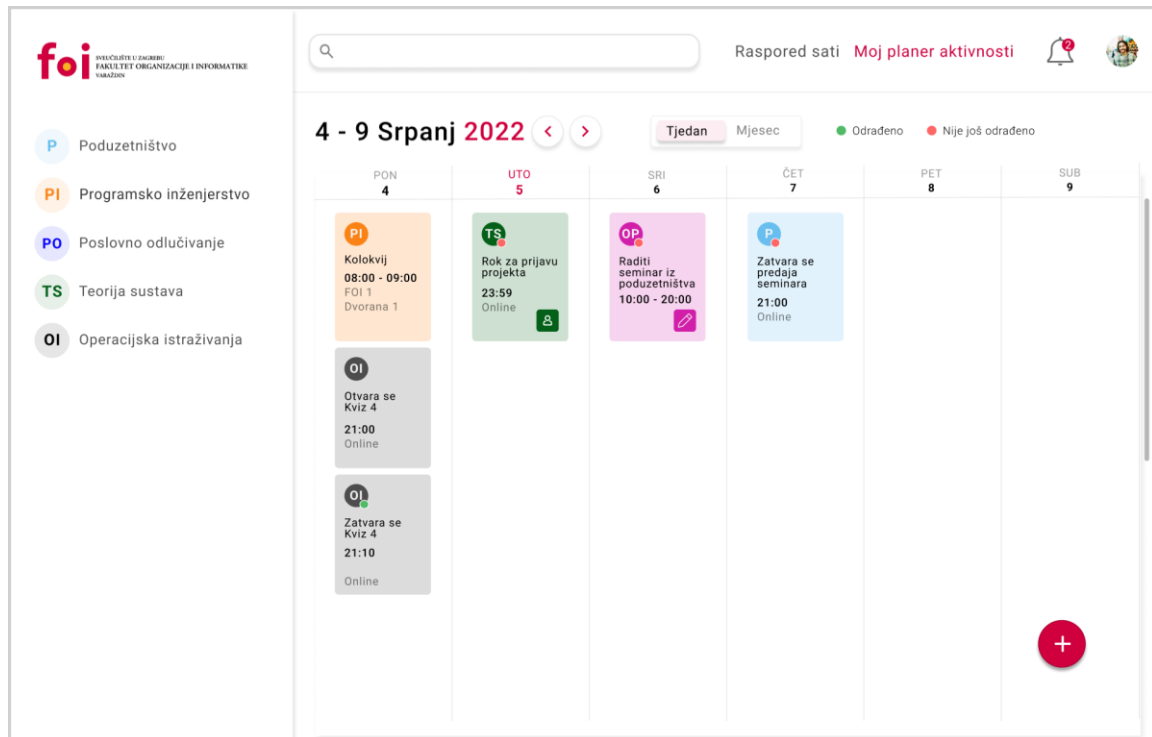 foi
SVEUČILIŠTE U ZAGREBU
FAKULTET ORGANIZACIJE I INFORMATIKE
VARAŽDIN
Raspored sati
Moj planer aktivnosti
2
P Poduzetništvo
PI Programsko inženjerstvo
PO Poslovno odlučivanje
TS Teorija sustava
OI Operacijska istraživanja
4 - 9 Srpanj 2022
Tjedan
Mjesec
Odrađeno
Nije još odrađeno
PON
4
UTO
5
SRI
6
ČET
7
PET
8
SUB
9
PI
Kolokvij
08:00 - 09:00
FOI 1
Dvorana 1
OI
Otvara se
Kviz 4
21:00
Online
OI
Zatvara se
Kviz 4
21:10
Online
TS
Rok za prijavu
projekta
23:59
Online
OP
Raditi
seminar iz
poduzetništva
10:00 - 20:00
P
Zatvara se
predaja
seminara
21:00
Online
+